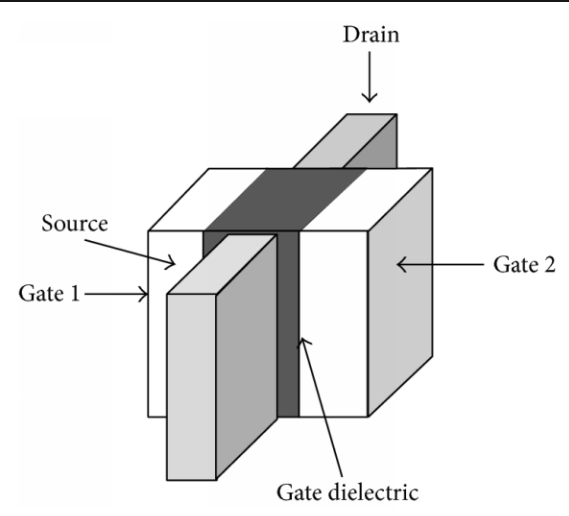 Drain
Source
Gate 2
Gate 1
Gate dielectric